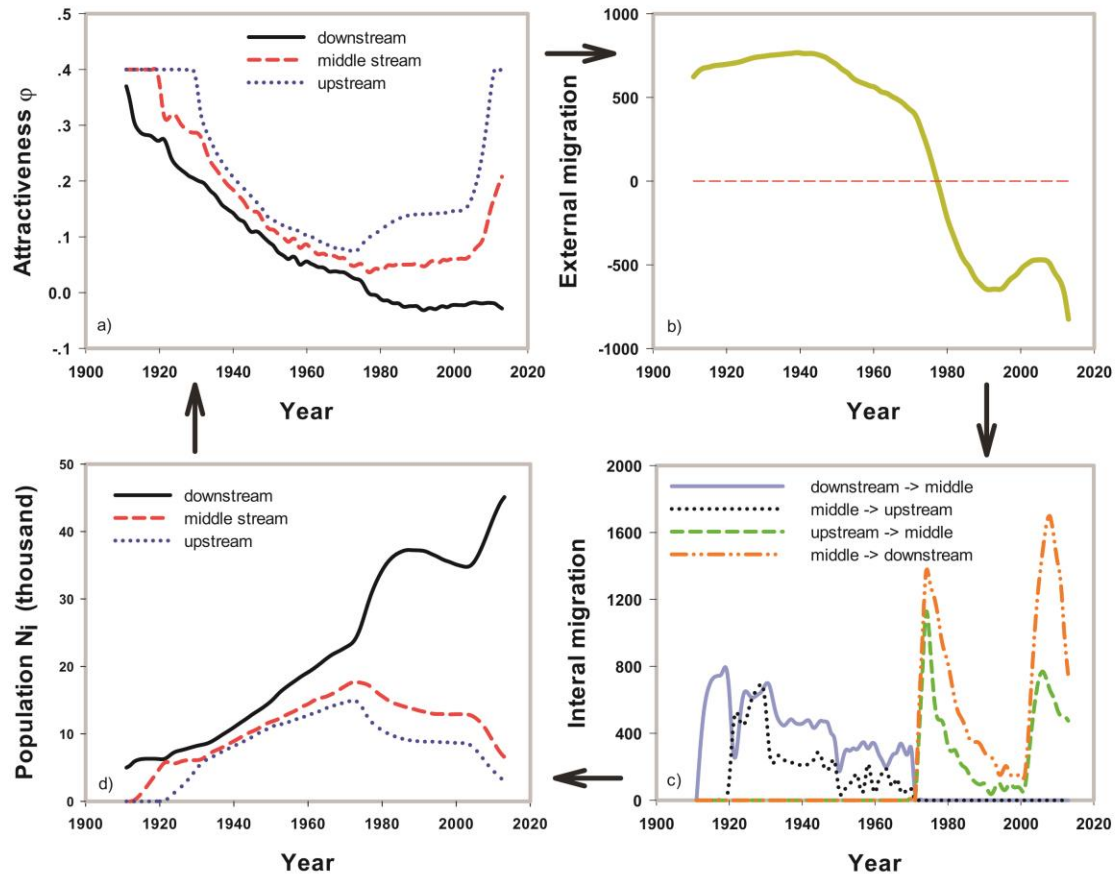 .5
.4
.3
.2
.1
0.0
-.1
Attractiveness φ
downstream
middle stream
upstream
a)
1900 1920 1940 1960 1980 2000 2020
Year
1000
500
0
-500
-1000
External migration
b)
1900 1920 1940 1960 1980 2000 2020
Year
50
40
30
20
10
0
Population Ni (thousand)
downstream
middle stream
upstream
d)
1900 1920 1940 1960 1980 2000 2020
Year
2000
1600
1200
800
400
0
Interal migration
downstream -> middle
middle -> upstream
upstream -> middle
middle -> downstream
c)
1900 1920 1940 1960 1980 2000 2020
Year